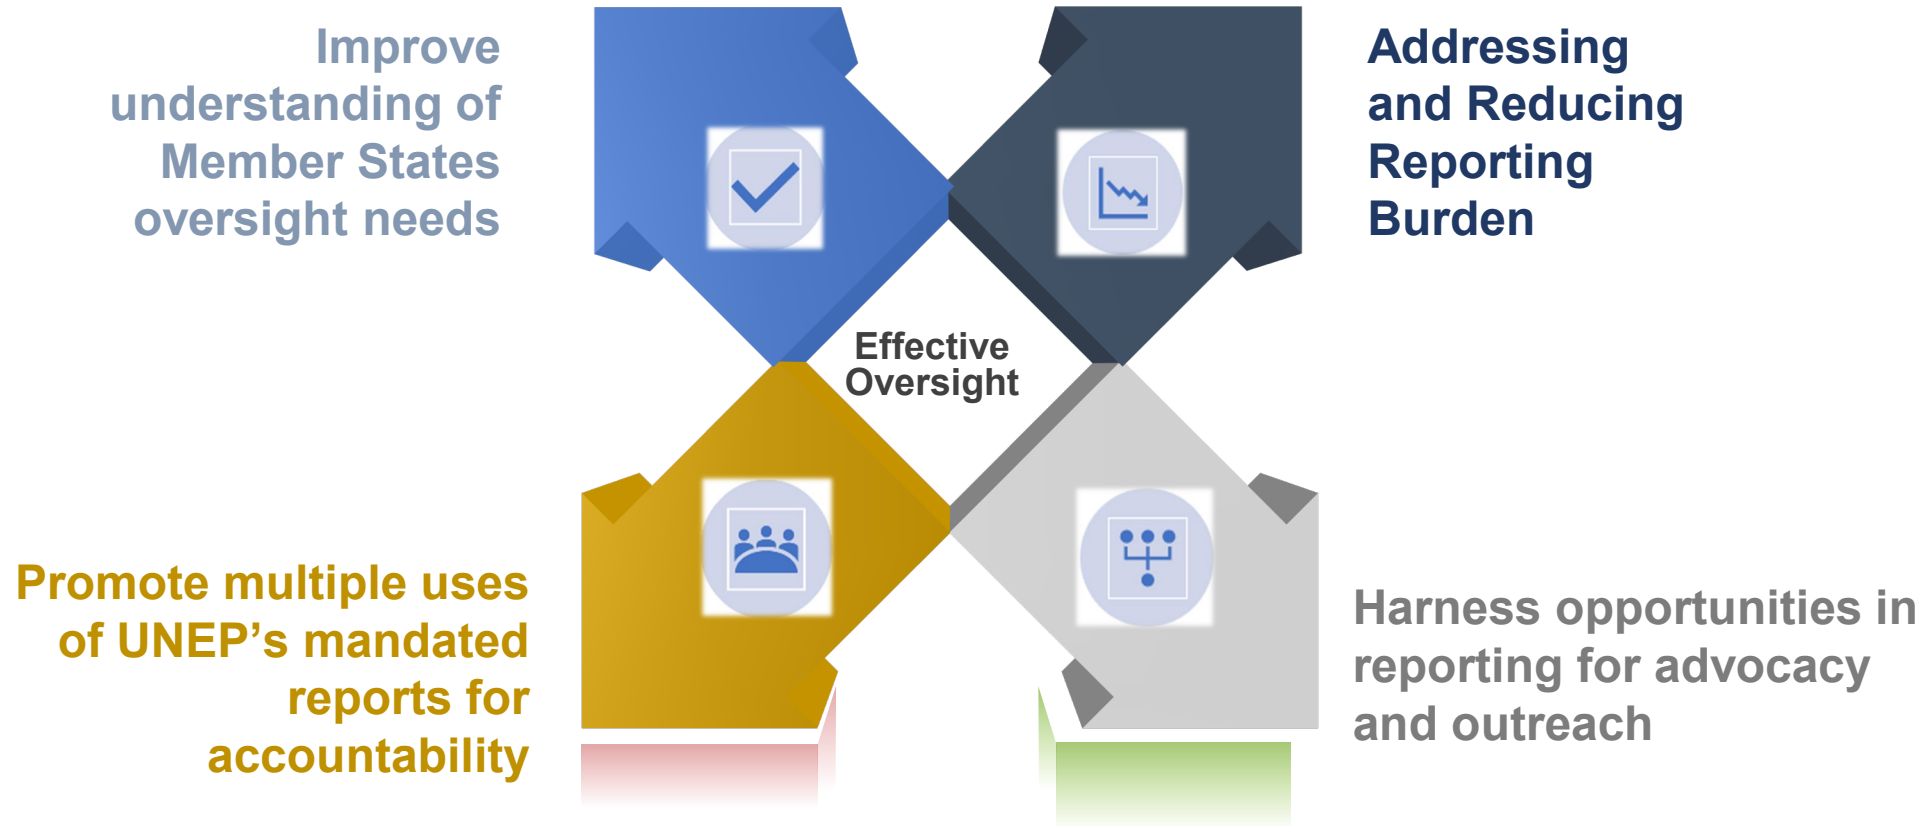 Improve
understanding of
Member States
oversight needs
Addressing
and Reducing
Reporting
Burden
Effective
Oversight
Promote multiple uses
of UNEP’s mandated
reports for
accountability
Harness opportunities in
reporting for advocacy
and outreach